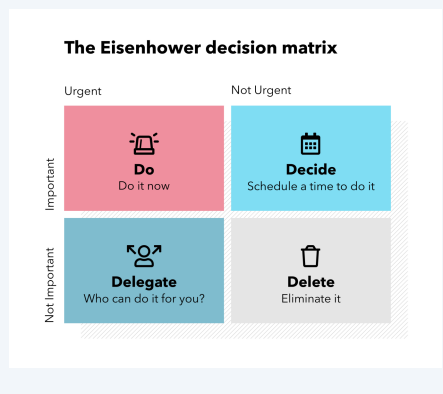 The Eisenhower decision matrix
Urgent
Not Urgent
Important
Do
Do it now
Decide
Schedule a time to do it
Not Important
Delegate
Who can do it for you?
Delete
Eliminate it